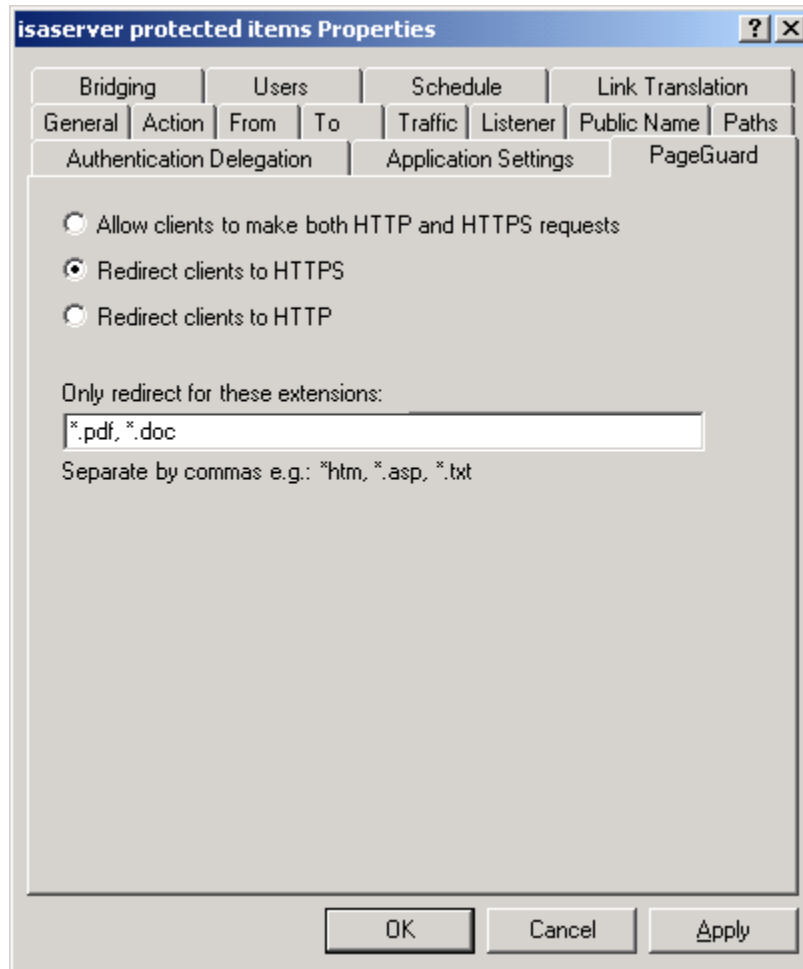 isaserver protected items Properties
Bridging Users Schedule Link Translation
General Action From To Traffic Listener Public Name Paths
Authentication Delegation Application Settings PageGuard
Allow clients to make both HTTP and HTTPS requests
Redirect clients to HTTPS
Redirect clients to HTTP
Only redirect for these extensions:
*.pdf, *.doc
Separate by commas e.g.: *htm, *.asp, *.txt
OK Cancel Apply